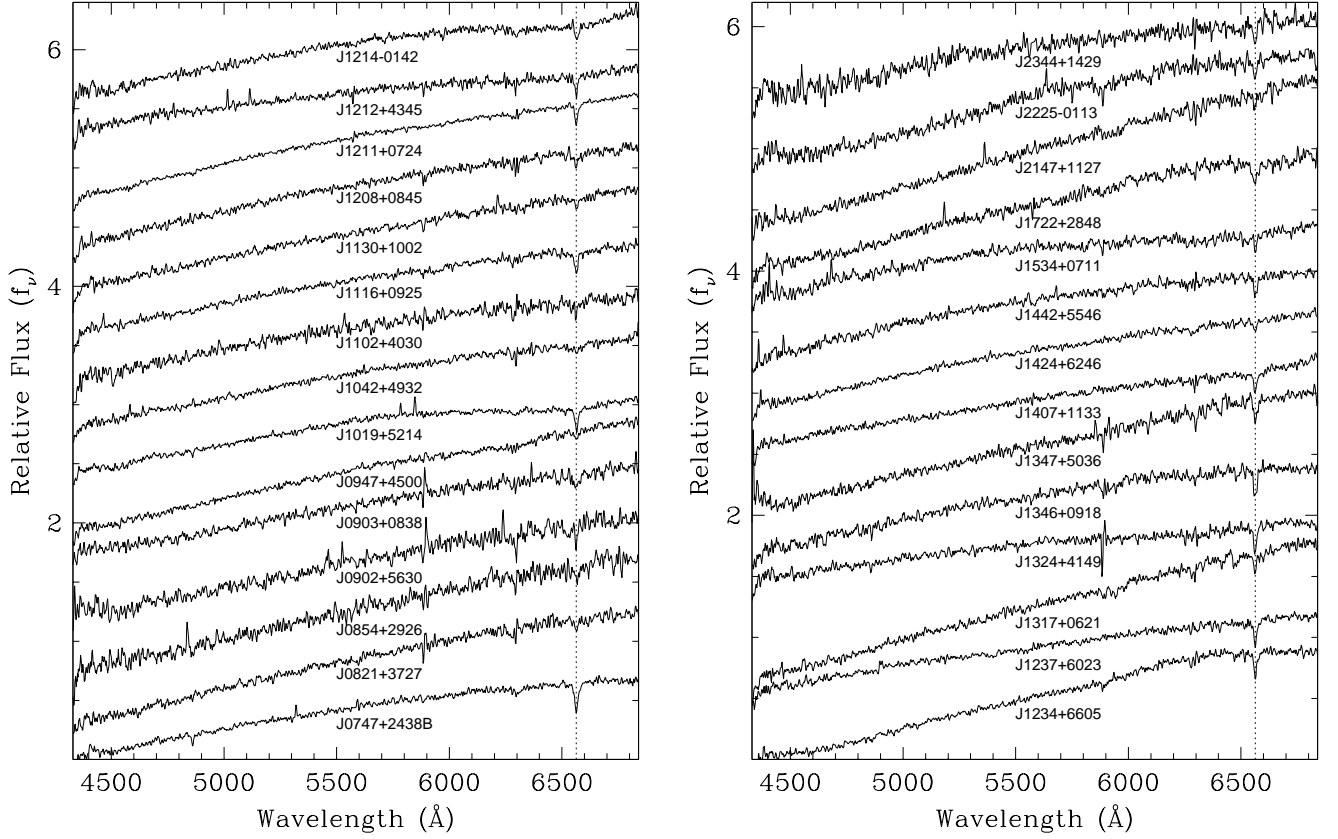 6
4
2
J1214-0142
J1212+4345
J1211+0724
J1208+0845
J1130+1002
J1116+0925
J1102+4030
J1042+4932
J1019+5214
J0947+4500
J0903+0838
J0902+5630
J0854+2926
J0821+3727
J0747+2438B
4500 5000 5500 6000 6500
Wavelength (Å)
Relative Flux (fν)
6
4
2
J2344+1429
J2225-0113
J2147+1127
J1722+2848
J1534+0711
J1442+5546
J1424+6246
J1407+1133
J1347+5036
J1346+0918
J1324+4149
J1317+0621
J1237+6023
J1234+6605
4500 5000 5500 6000 6500
Wavelength (Å)
Relative Flux (fν)